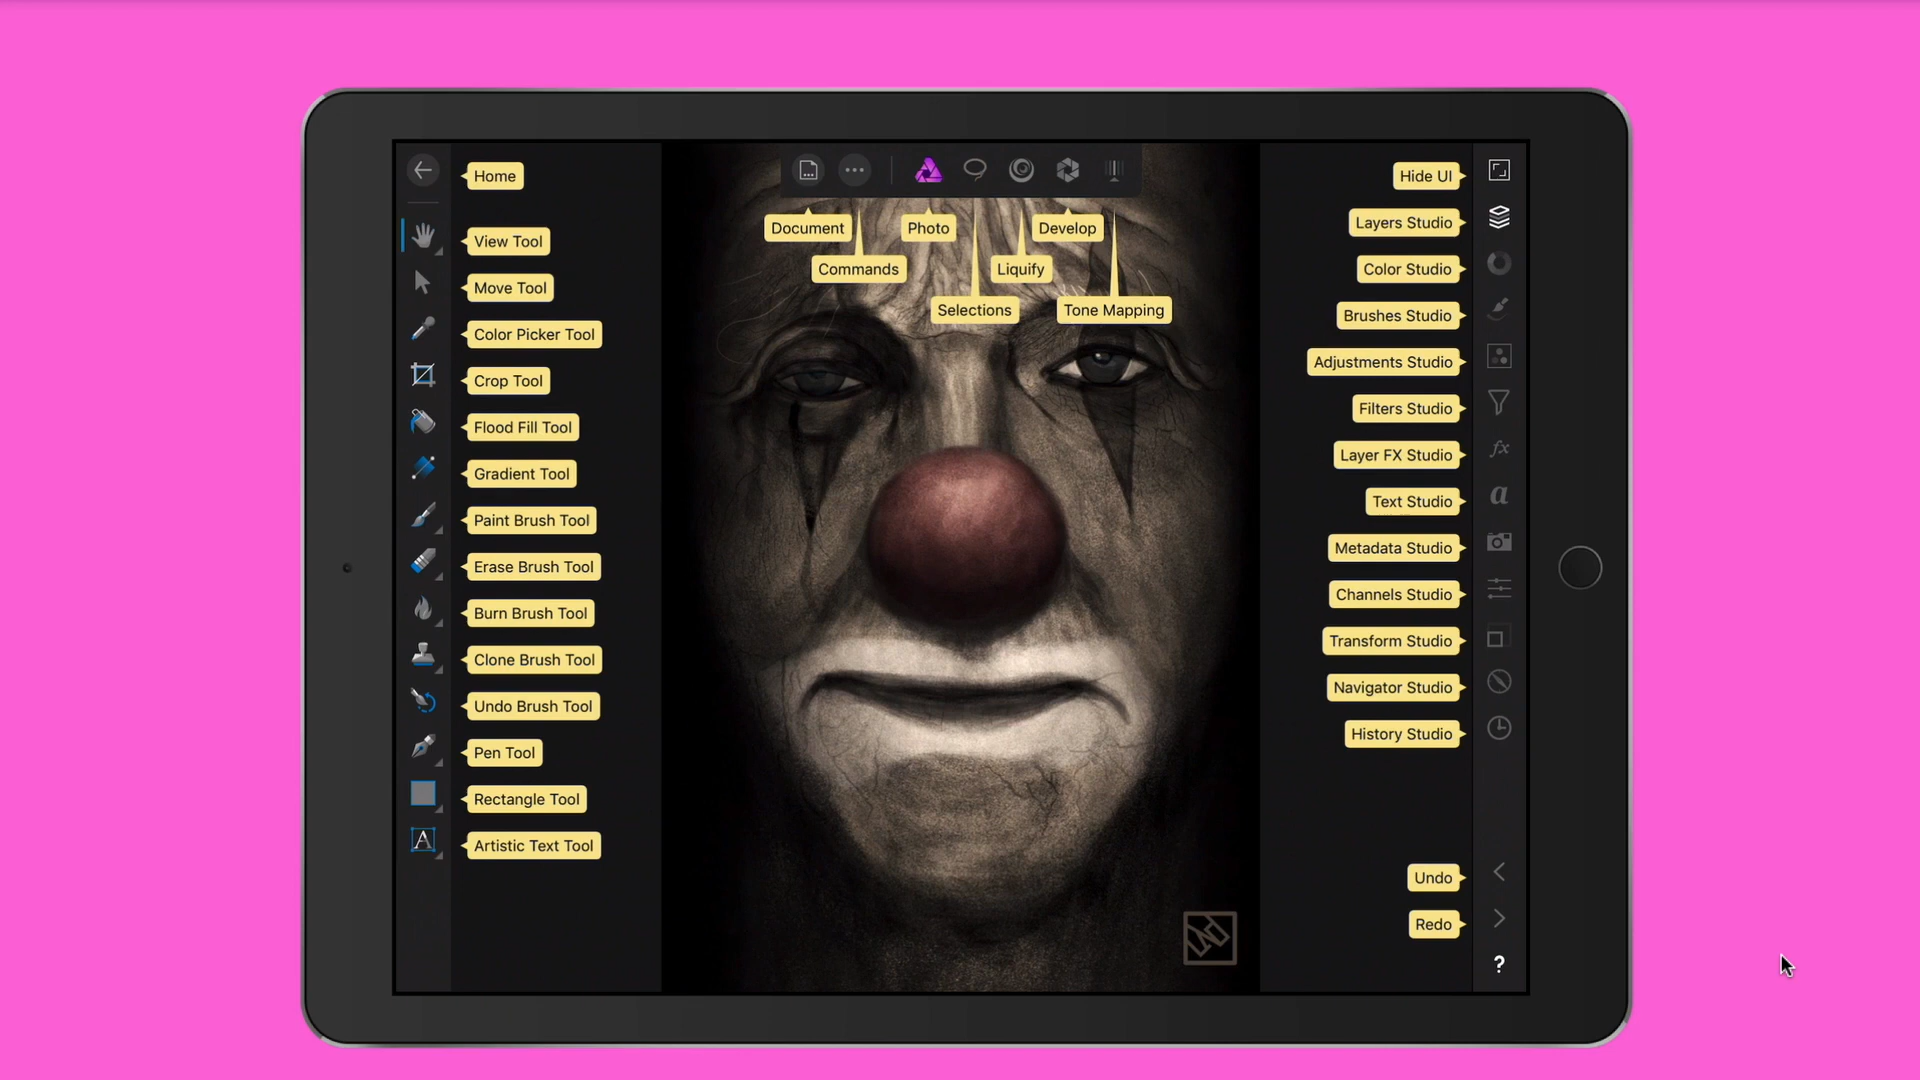 Home
View Tool
Move Tool
Color Picker Tool
Crop Tool
Flood Fill Tool
Gradient Tool
Paint Brush Tool
Erase Brush Tool
Burn Brush Tool
Clone Brush Tool
Undo Brush Tool
Pen Tool
Rectangle Tool
A
Artistic Text Tool
Document
Photo
Develop
Commands
Liquify
Selections
Tone Mapping
Hide UI
Layers Studio
Color Studio
Brushes Studio
Adjustments Studio
Filters Studio
Layer FX Studio
fx
Text Studio
a
Metadata Studio
Channels Studio
Transform Studio
Navigator Studio
History Studio
Undo
Redo
?